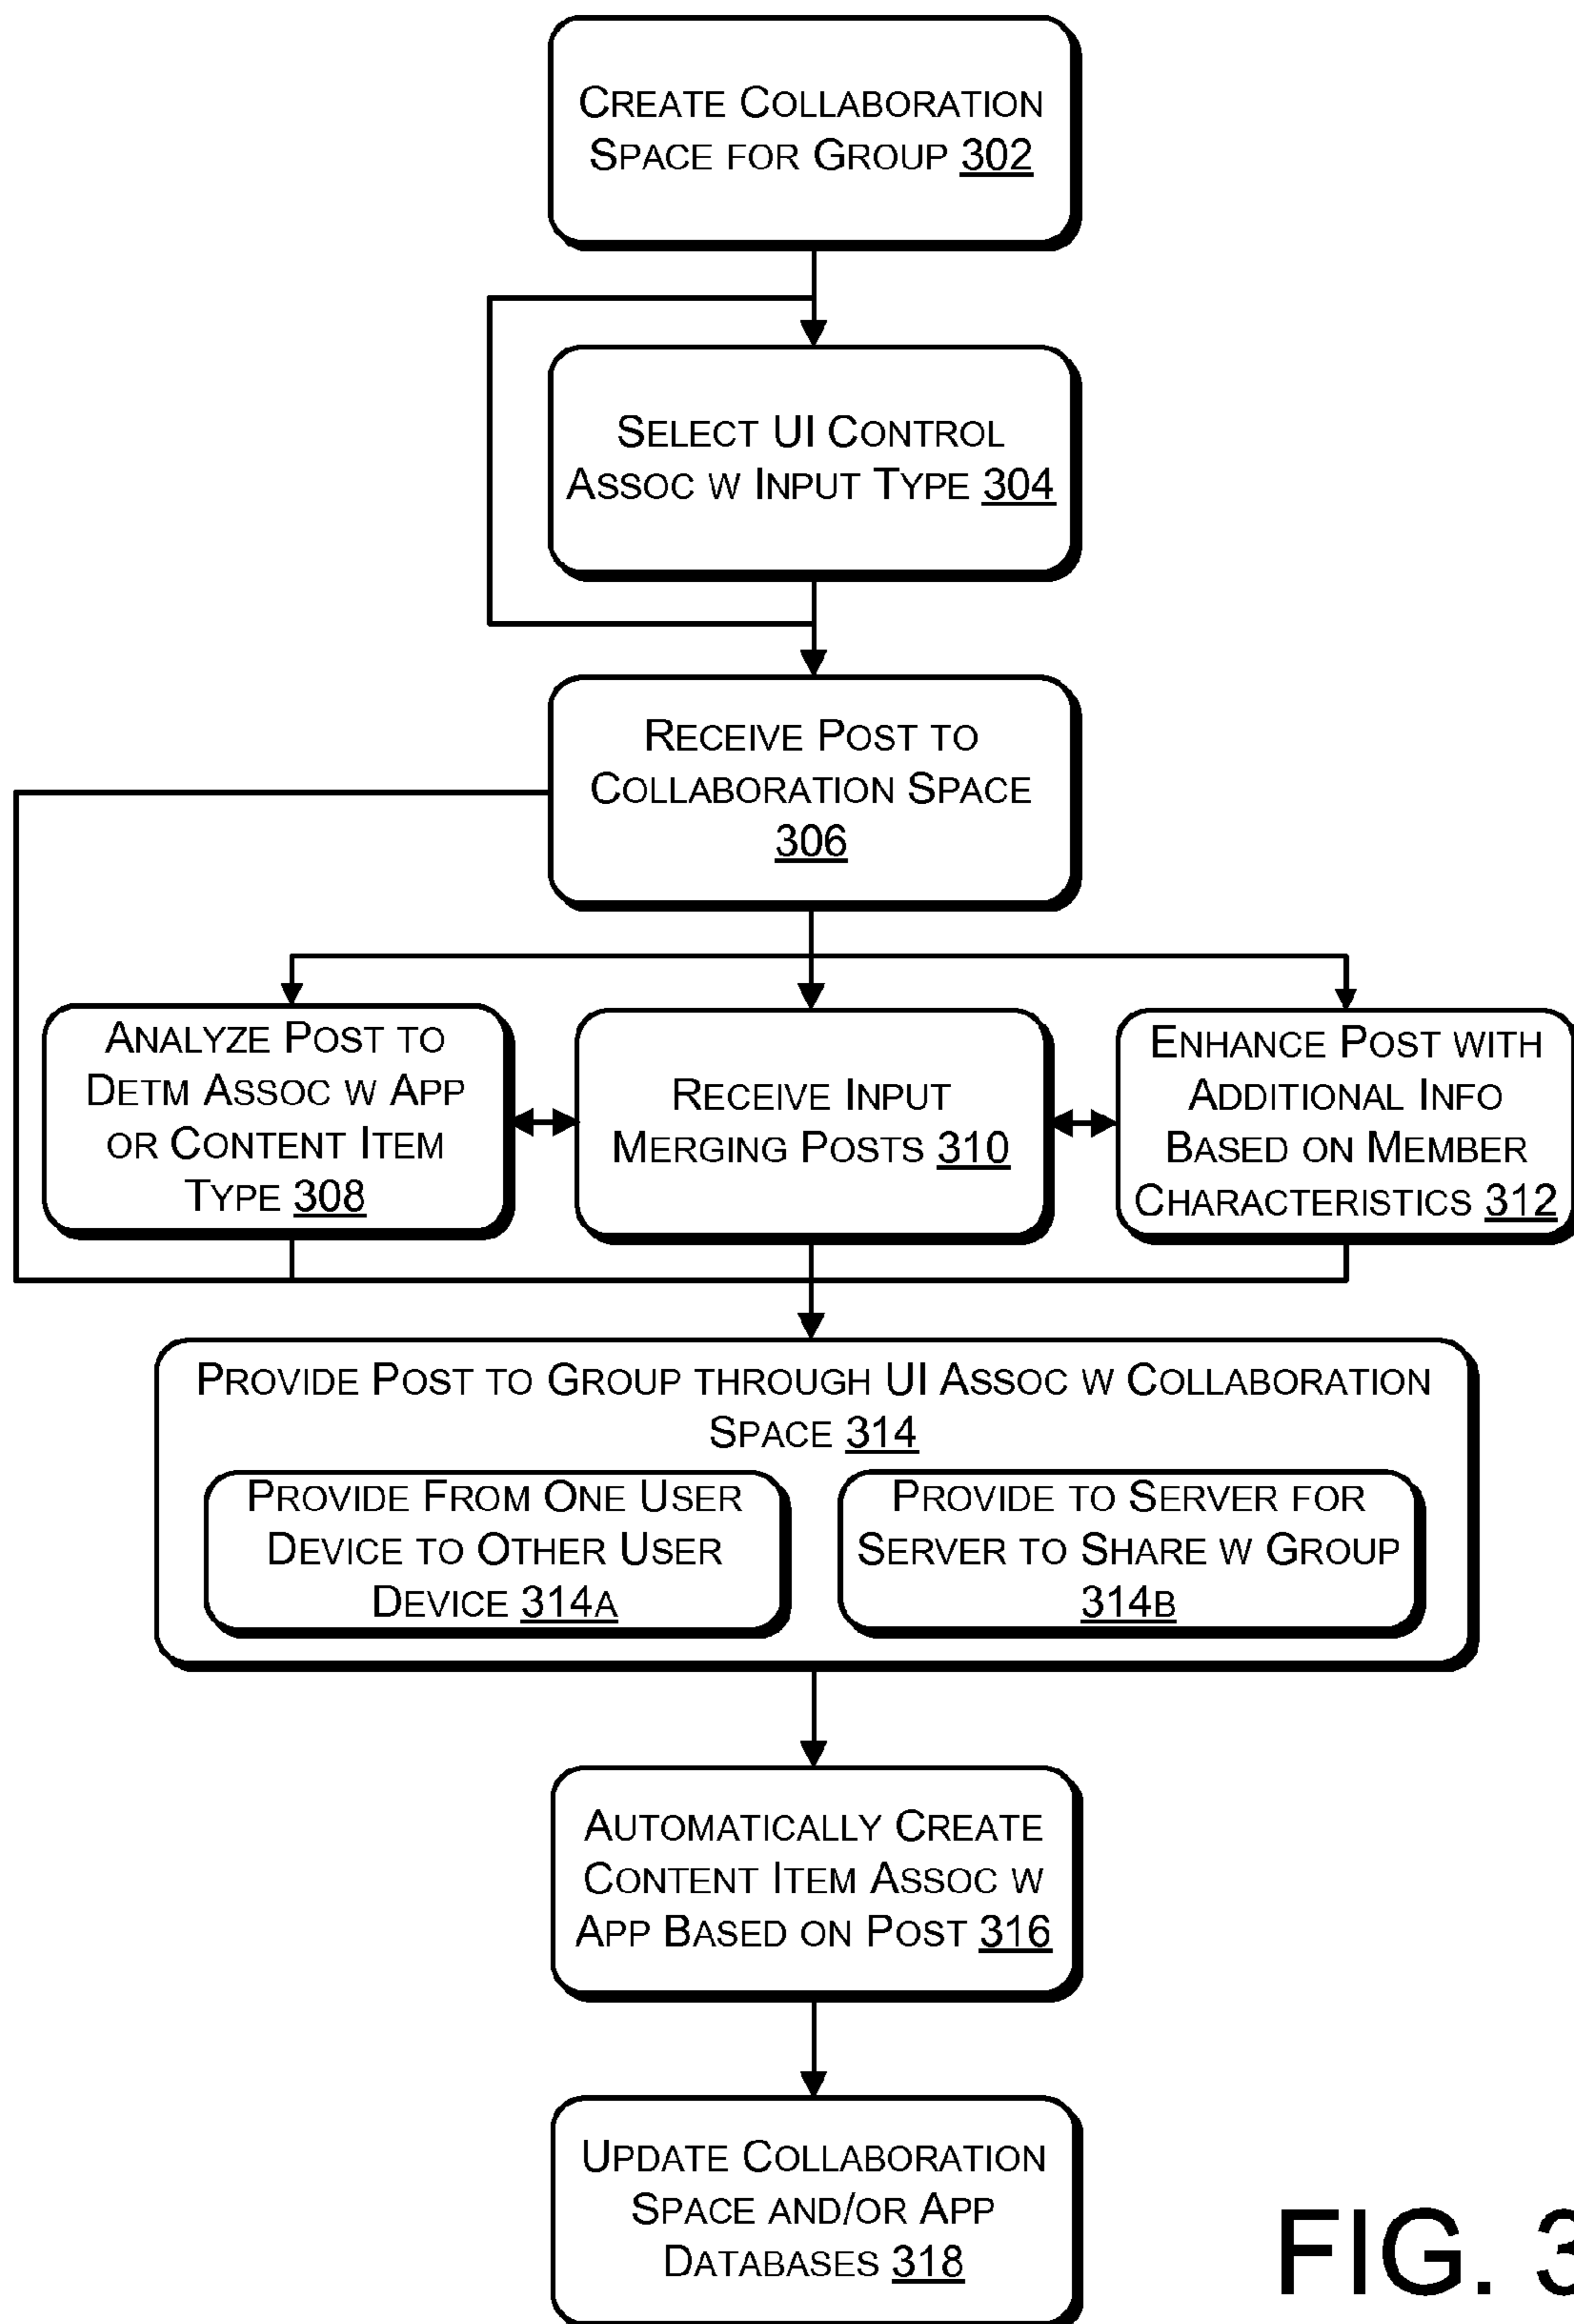 CREATE COLLABORATION
SPACE FOR GROUP 302
SELECT UI CONTROL
ASSOC W INPUT TYPE 304
RECEIVE POST TO
COLLABORATION SPACE
306
ANALYZE POST TO
DETM ASSOC W APP
OR CONTENT ITEM
TYPE 308
RECEIVE INPUT
MERGING POSTS 310
ENHANCE POST WITH
ADDITIONAL INFO
BASED ON MEMBER
CHARACTERISTICS 312
PROVIDE POST TO GROUP THROUGH UI ASSOC W COLLABORATION
SPACE 314
PROVIDE FROM ONE USER
DEVICE TO OTHER USER
DEVICE 314A
PROVIDE TO SERVER FOR
SERVER TO SHARE W GROUP
314B
AUTOMATICALLY CREATE
CONTENT ITEM ASSOC W
APP BASED ON POST 316
UPDATE COLLABORATION
SPACE AND/OR APP
DATABASES 318
FIG. 3